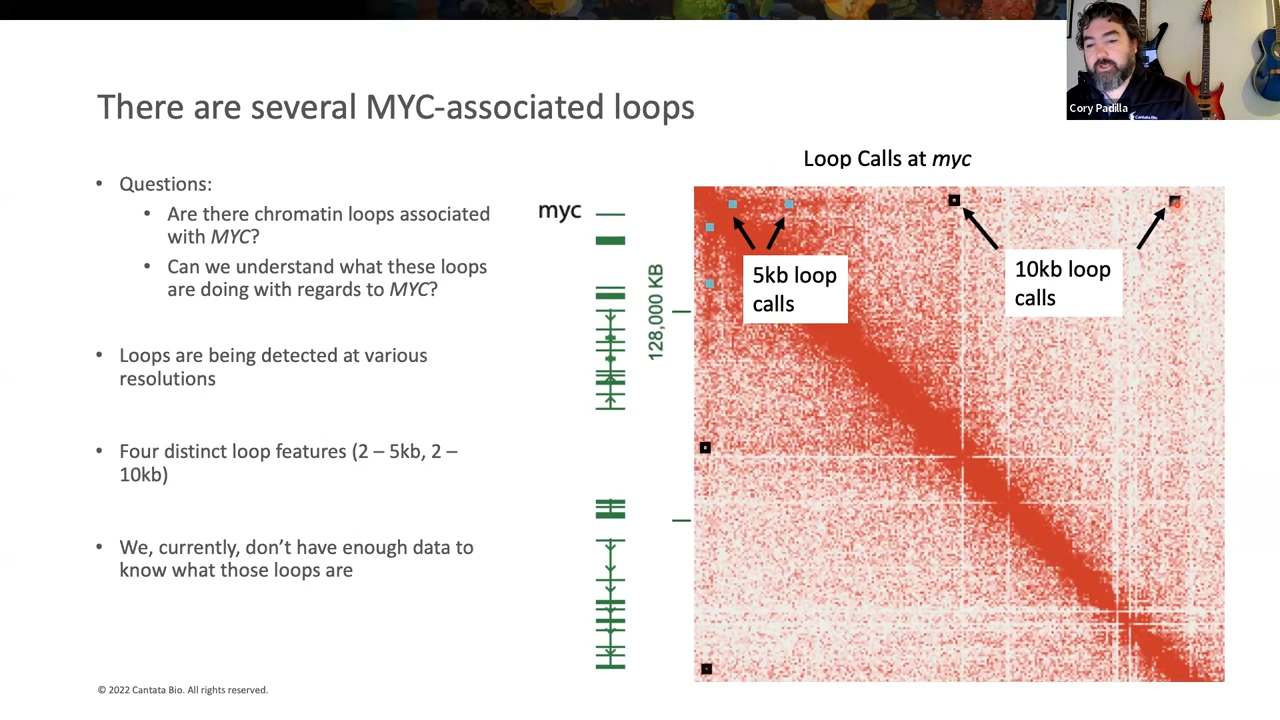 Cory Padilla
Cantata Bio
There are several MYC-associated loops
• Questions:
• Are there chromatin loops associated
with MYC?
• Can we understand what these loops
are doing with regards to MYC?
• Loops are being detected at various
resolutions
• Four distinct loop features (2 – 5kb, 2 –
10kb)
• We, currently, don’t have enough data to
know what those loops are
myc
128,000 KB
Loop Calls at myc
5kb loop
calls
10kb loop
calls
© 2022 Cantata Bio. All rights reserved.